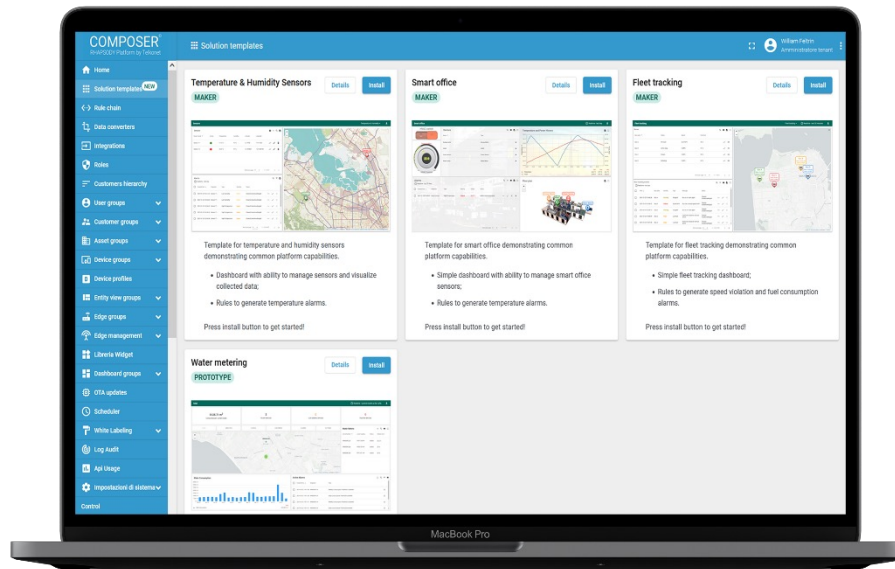 COMPOSER
RHAPSODY Platform by Tekonet
Solution templates
William Feltrin
Amministratore tenant
Home
Solution templates NEW
Rule chain
Data converters
Integrations
Roles
Customers hierarchy
User groups
Customer groups
Asset groups
Device groups
Device profiles
Entity view groups
Edge groups
Edge management
Libreria Widget
Dashboard groups
OTA updates
Scheduler
White Labeling
Log Audit
Api Usage
Impostazioni di sistema
Control
Temperature & Humidity Sensors
Details
Install
MAKER
Template for temperature and humidity sensors
demonstrating common platform capabilities.
• Dashboard with ability to manage sensors and visualize
collected data;
• Rules to generate temperature alarms.
Press install button to get started!
Smart office
Details
Install
MAKER
Template for smart office demonstrating common
platform capabilities.
• Simple dashboard with ability to manage smart office
sensors;
• Rules to generate temperature alarms.
Press install button to get started!
Fleet tracking
Details
Install
MAKER
Template for fleet tracking demonstrating common
platform capabilities.
• Simple fleet tracking dashboard;
• Rules to generate speed violation and fuel consumption
alarms.
Press install button to get started!
Water metering
Details
Install
PROTOTYPE
MacBook Pro